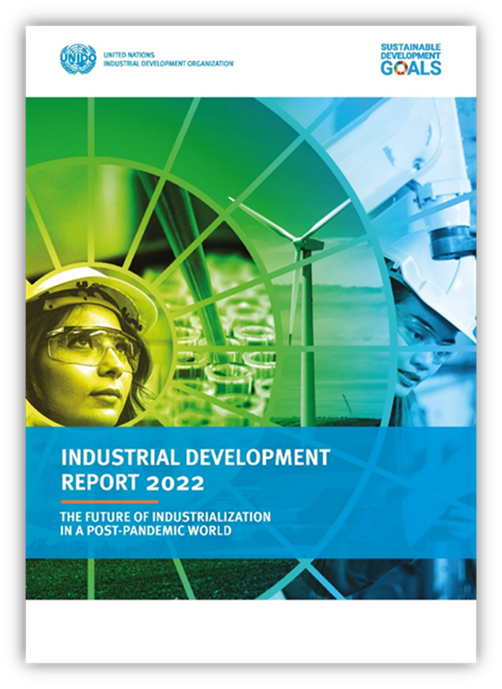 UNIDO
UNITED NATIONS
INDUSTRIAL DEVELOPMENT ORGANIZATION
SUSTAINABLE
DEVELOPMENT
GOALS
INDUSTRIAL DEVELOPMENT
REPORT 2022
THE FUTURE OF INDUSTRIALIZATION
IN A POST-PANDEMIC WORLD